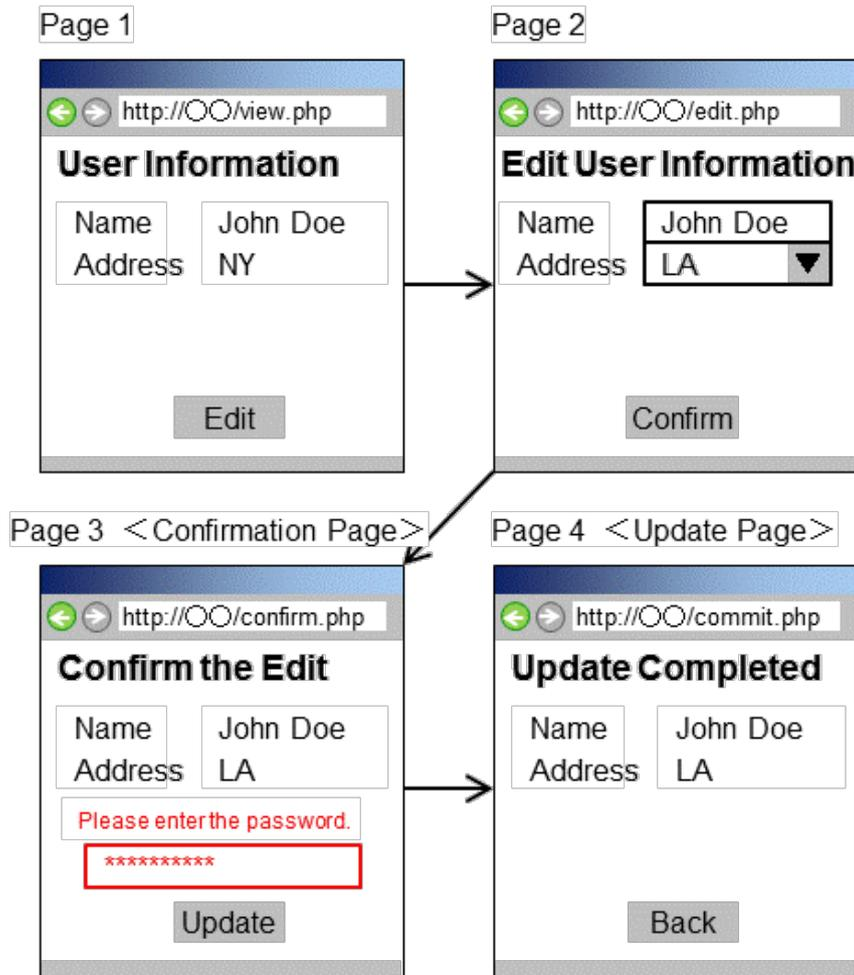 Page 1
http://○○/view.php
User Information
Name John Doe
Address NY
Edit
Page 2
http://○○/edit.php
Edit User Information
Name John Doe
Address LA
Confirm
Page 3 <Confirmation Page>
http://○○/confirm.php
Confirm the Edit
Name John Doe
Address LA
Please enter the password.
**********
Update
Page 4 <Update Page>
http://○○/commit.php
Update Completed
Name John Doe
Address LA
Back